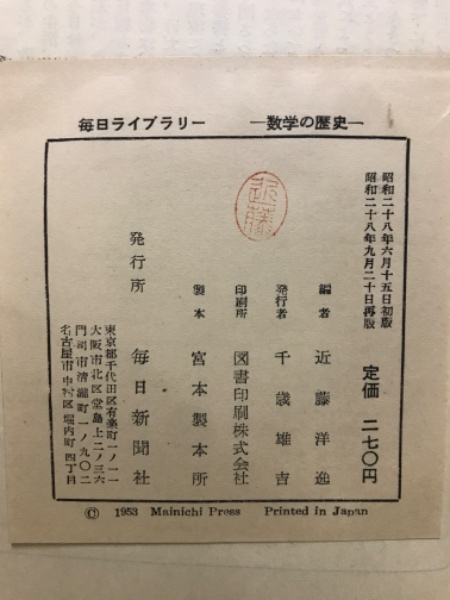 毎日ライブラリー　―数学の歴史―
昭和二十八年六月十五日初版
昭和二十八年九月二十日再版
定価　二七〇円
編者　近藤洋逸
発行者　千歳雄吉
印刷所　図書印刷株式会社
製本　宮本製本所
近藤
発行所　毎日新聞社
東京都千代田区有楽町一ノ一一
大阪市北区堂島上二ノ三六
門司市清滝町一ノ九〇二
名古屋市中村区堀内町四丁目
© 1953 Mainichi Press Printed in Japan